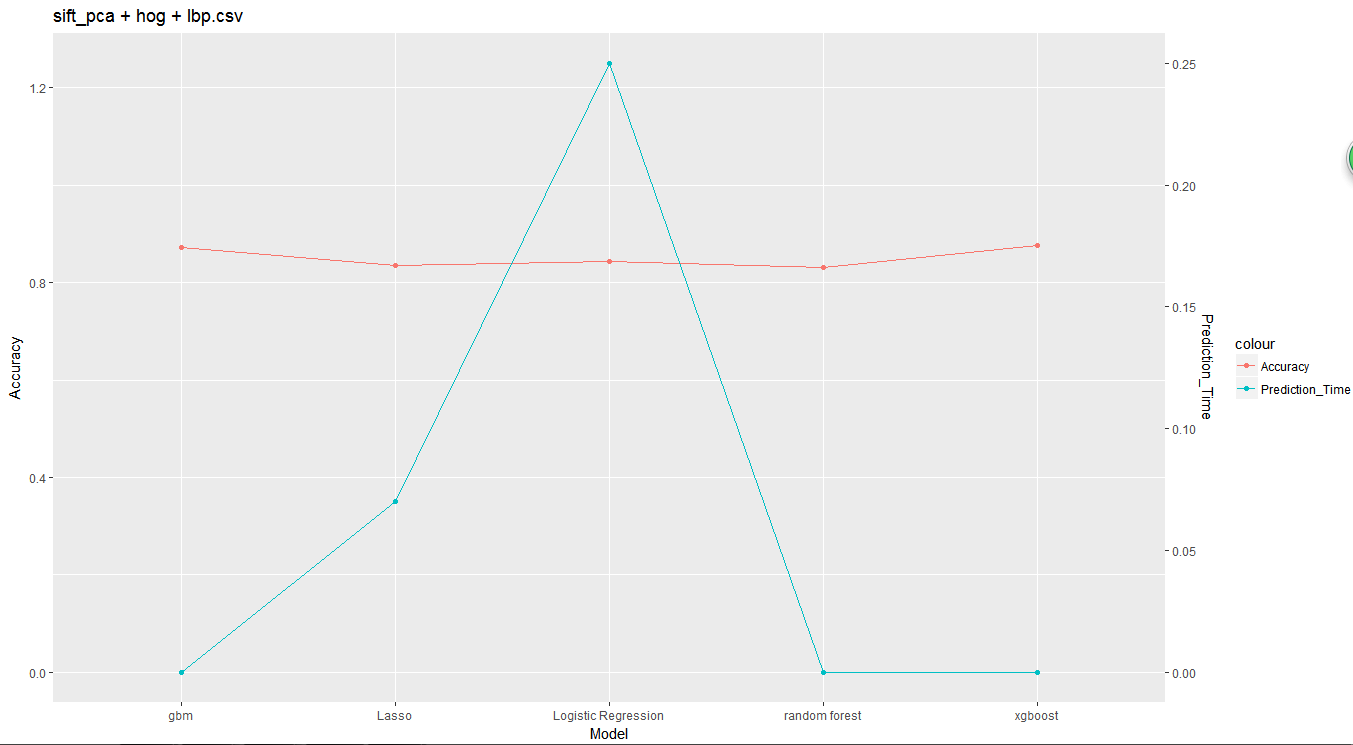 sift_pca + hog + lbp.csv
Accuracy
1.2
0.8
0.4
0.0
0.25
0.20
0.15
0.10
0.05
0.00
Prediction_Time
gbm
Lasso
Logistic Regression
random forest
xgboost
Model
colour
Accuracy
Prediction_Time